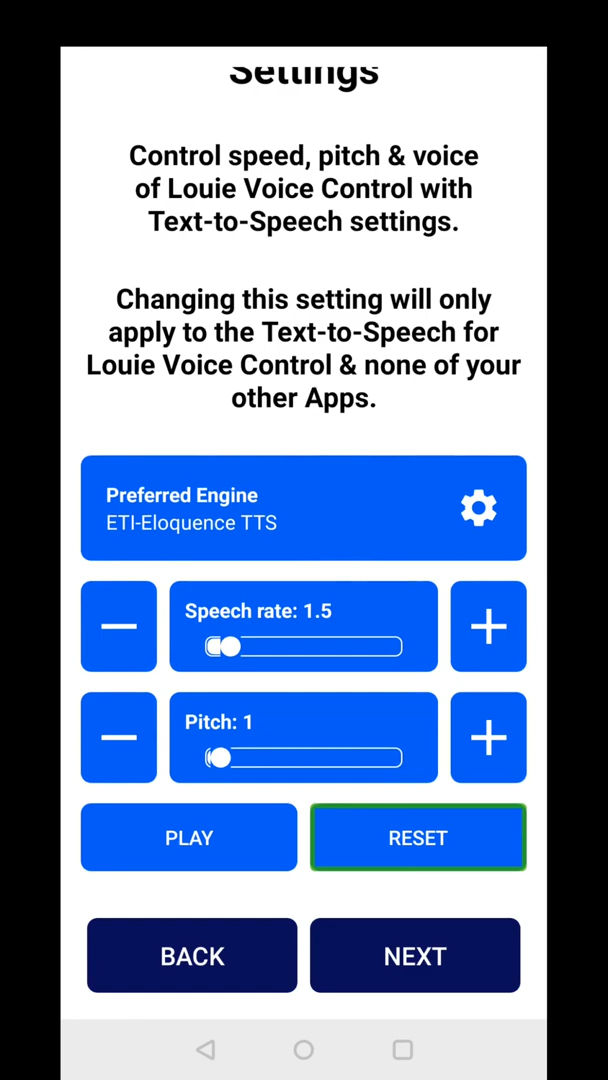 Settings
Control speed, pitch & voice
of Louie Voice Control with
Text-to-Speech settings.
Changing this setting will only
apply to the Text-to-Speech for
Louie Voice Control & none of your
other Apps.
Preferred Engine
ETI-Eloquence TTS
Speech rate: 1.5
Pitch: 1
PLAY
RESET
BACK
NEXT